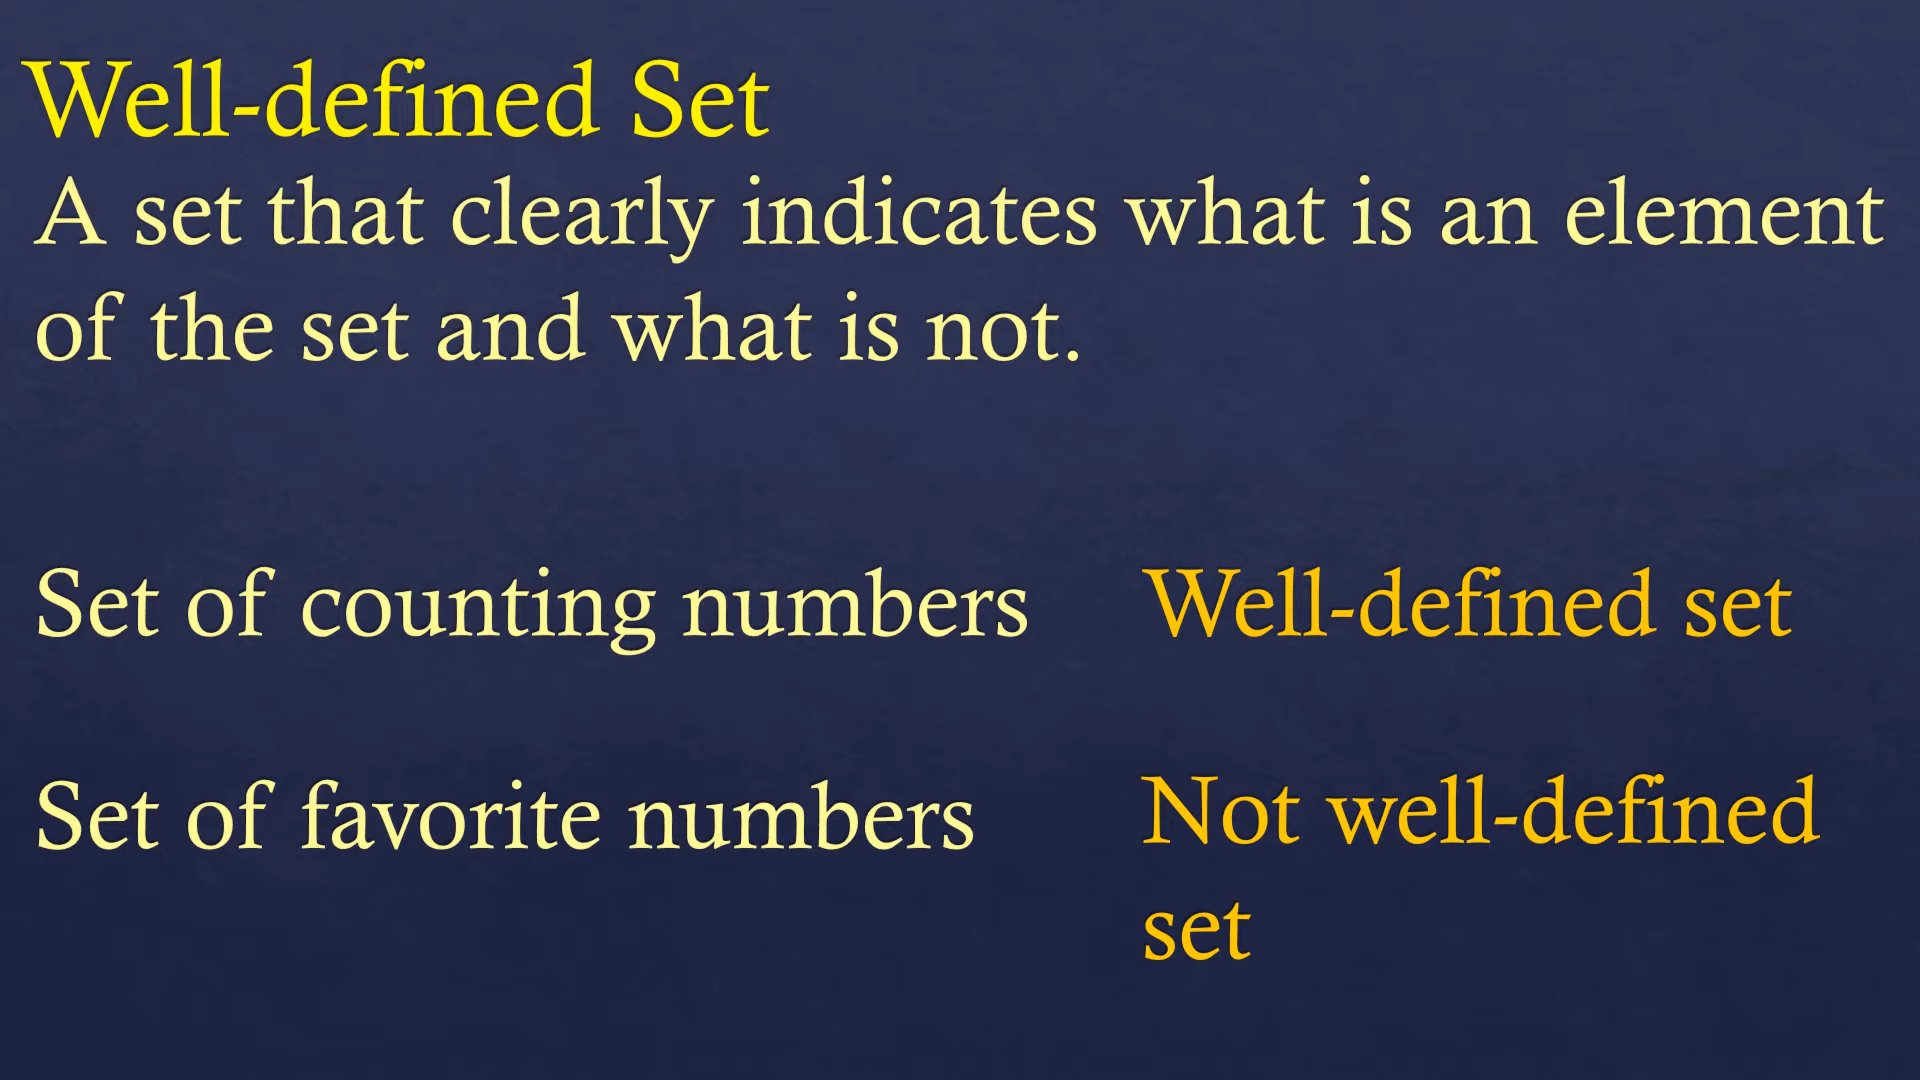 Well-defined Set
A set that clearly indicates what is an element
of the set and what is not.
Set of counting numbers
Well-defined set
Set of favorite numbers
Not well-defined
set